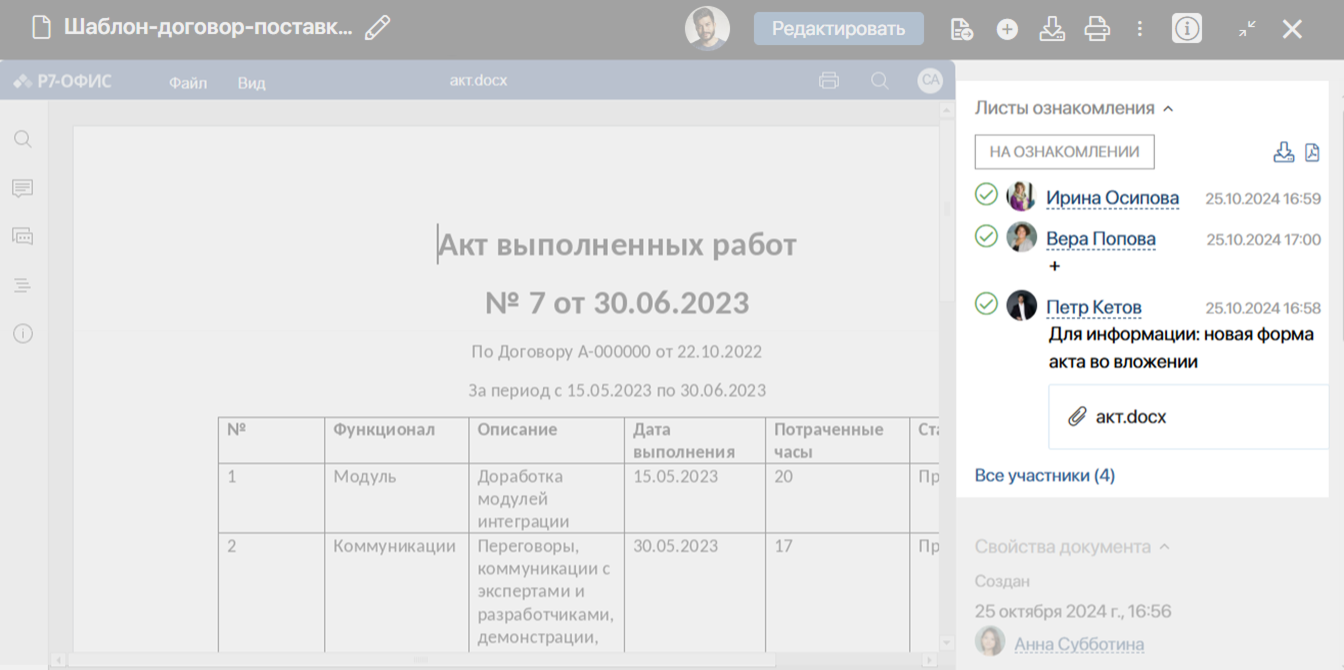 Шаблон-договор-поставк...
Редактировать
Р7-ОФИС
Файл
Вид
акт.docx
CA
Акт выполненных работ
№ 7 от 30.06.2023
По Договору А-000000 от 22.10.2022
За период с 15.05.2023 по 30.06.2023
№ Функционал Описание Дата выполнения Потраченные часы Ста
1 Модуль Доработка модулей интеграции 15.05.2023 20 Пр
2 Коммуникации Переговоры, коммуникации с экспертами и разработчиками, демонстрации, 30.05.2023 17 Пр
Листы ознакомления
НА ОЗНАКОМЛЕНИИ
Ирина Осипова 25.10.2024 16:59
Вера Попова 25.10.2024 17:00
+
Петр Кетов 25.10.2024 16:58
Для информации: новая форма
акта во вложении
акт.docx
Все участники (4)
Свойства документа
Создан
25 октября 2024 г., 16:56
Анна Субботина